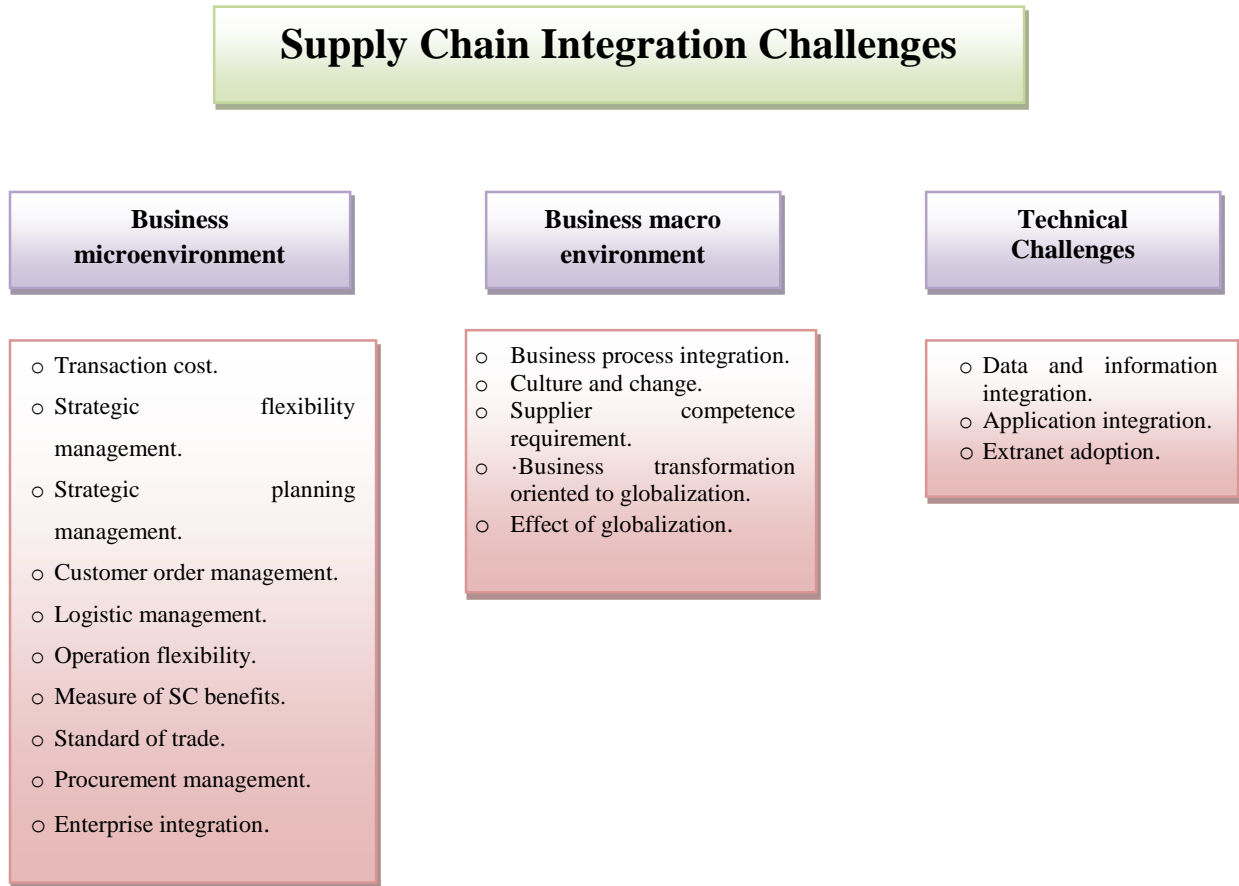 Supply Chain Integration Challenges
Business
microenvironment
○ Transaction cost.
○ Strategic flexibility
management.
○ Strategic planning
management.
○ Customer order management.
○ Logistic management.
○ Operation flexibility.
○ Measure of SC benefits.
○ Standard of trade.
○ Procurement management.
○ Enterprise integration.
Business macro
environment
○ Business process integration.
○ Culture and change.
○ Supplier competence
requirement.
○ ·Business transformation
oriented to globalization.
○ Effect of globalization.
Technical
Challenges
○ Data and information
integration.
○ Application integration.
○ Extranet adoption.